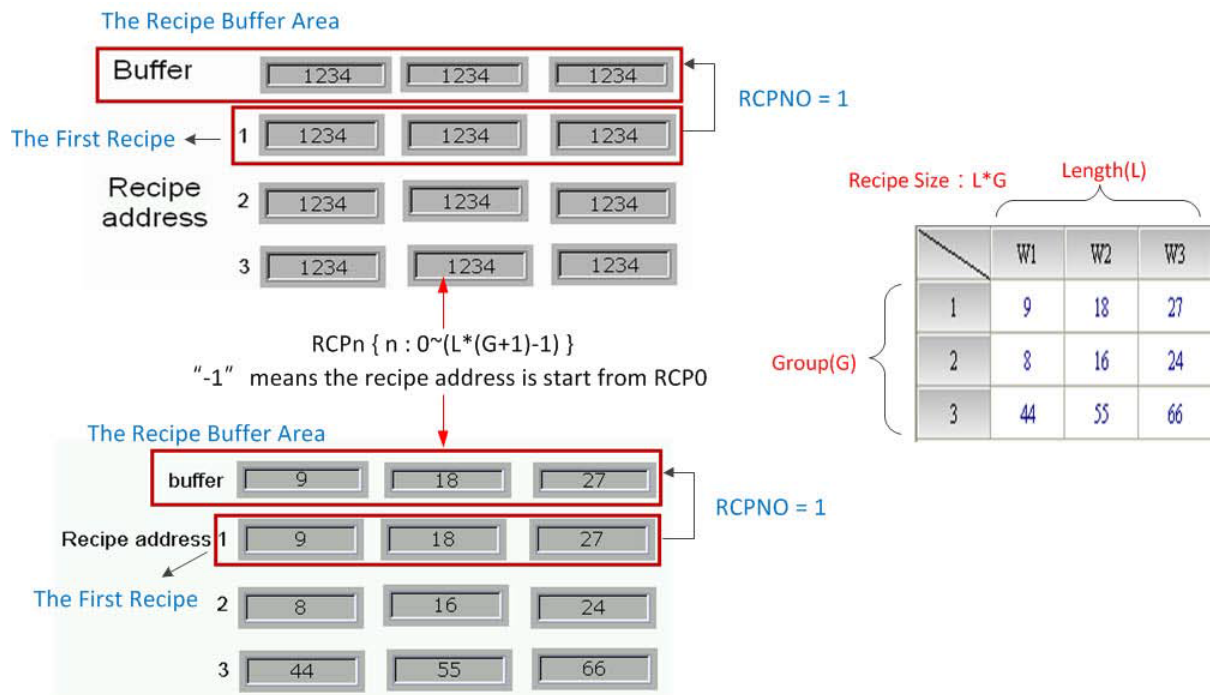 The Recipe Buffer Area
Buffer 1234 1234 1234
RCPNO = 1
The First Recipe 1 1234 1234 1234
Recipe address
2 1234 1234 1234
3 1234 1234 1234
RCPn { n : 0~(L*(G+1)-1) }
“-1” means the recipe address is start from RCP0
The Recipe Buffer Area
buffer 9 18 27
RCPNO = 1
Recipe address 1 9 18 27
The First Recipe
2 8 16 24
3 44 55 66
Recipe Size：L*G
Length(L)
W1 W2 W3
1 9 18 27
Group(G)
2 8 16 24
3 44 55 66